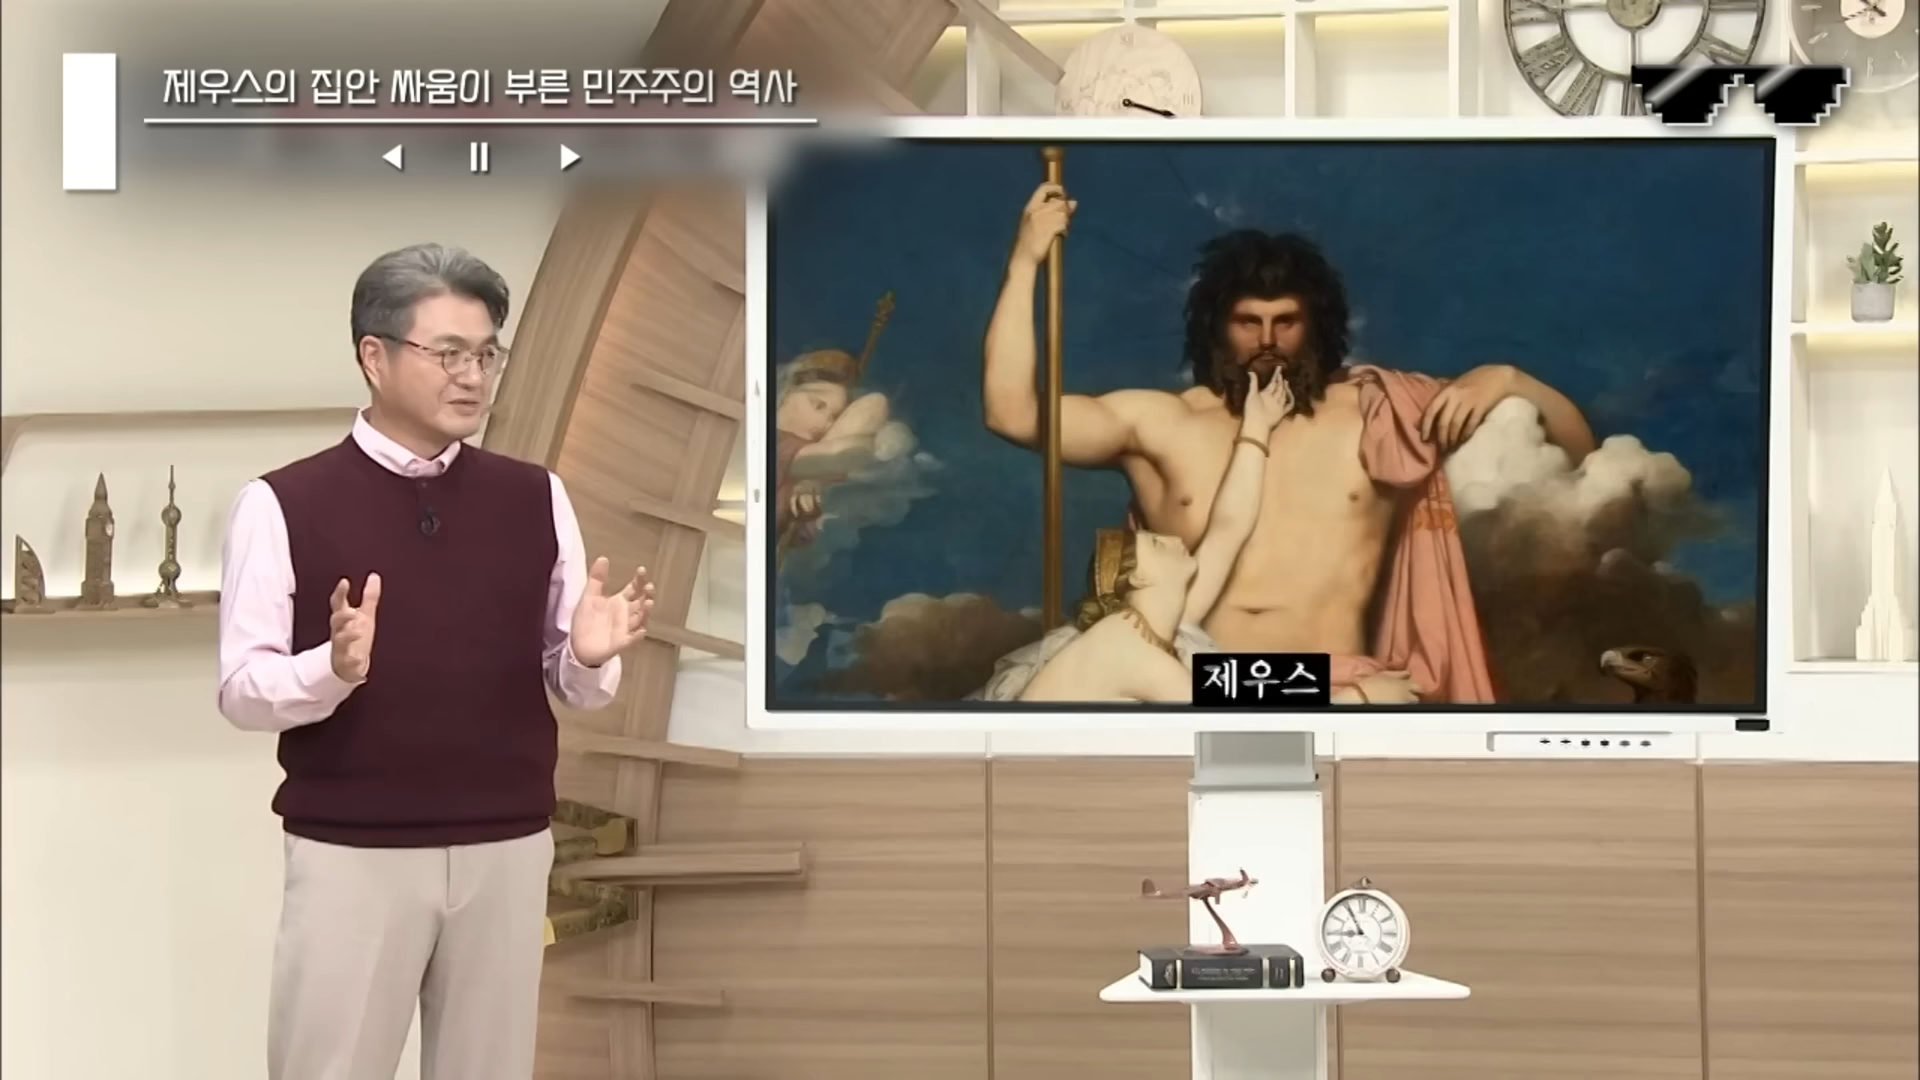 제우스의 집안 싸움이 부른 민주주의 역사
제우스